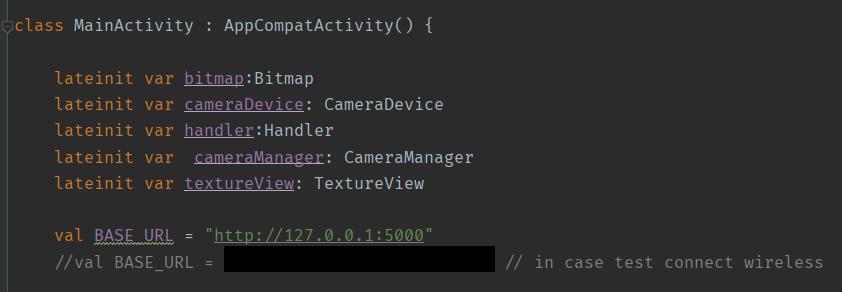 class MainActivity : AppCompatActivity() {
lateinit var bitmap:Bitmap
lateinit var cameraDevice: CameraDevice
lateinit var handler:Handler
lateinit var  cameraManager: CameraManager
lateinit var textureView: TextureView
val BASE_URL = "http://127.0.0.1:5000"
//val BASE_URL = // in case test connect wireless